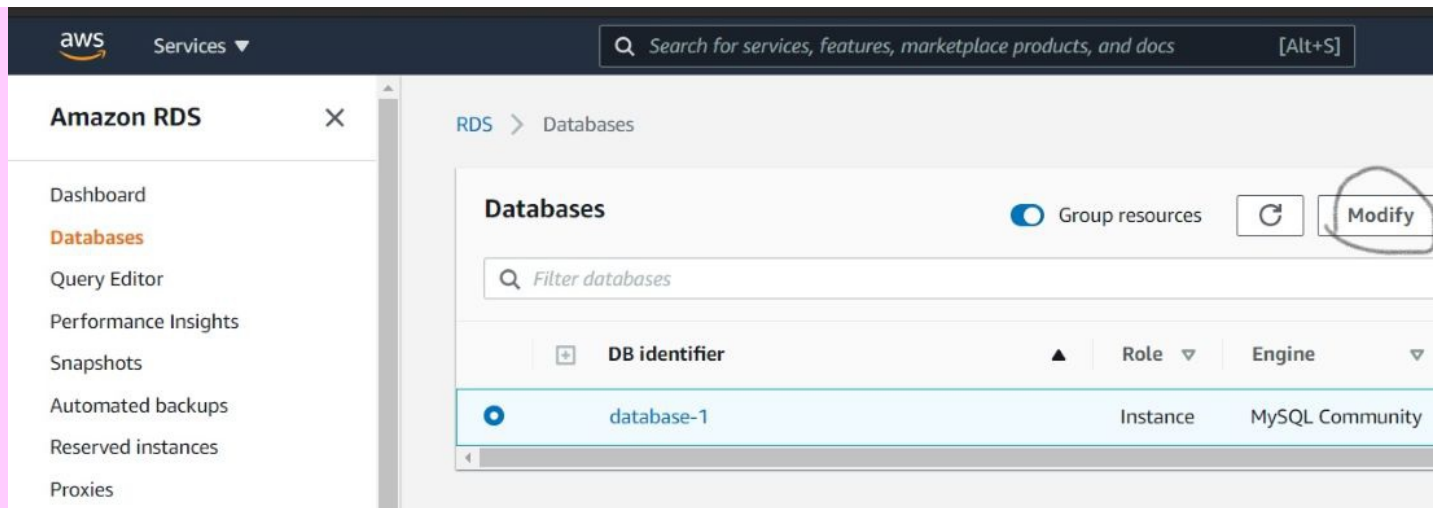 aws Services ▼ Search for services, features, marketplace products, and docs [Alt+S]
Amazon RDS
Dashboard
Databases
Query Editor
Performance Insights
Snapshots
Automated backups
Reserved instances
Proxies
RDS > Databases
Databases Group resources Modify
Filter databases
DB identifier Role Engine
database-1 Instance MySQL Community